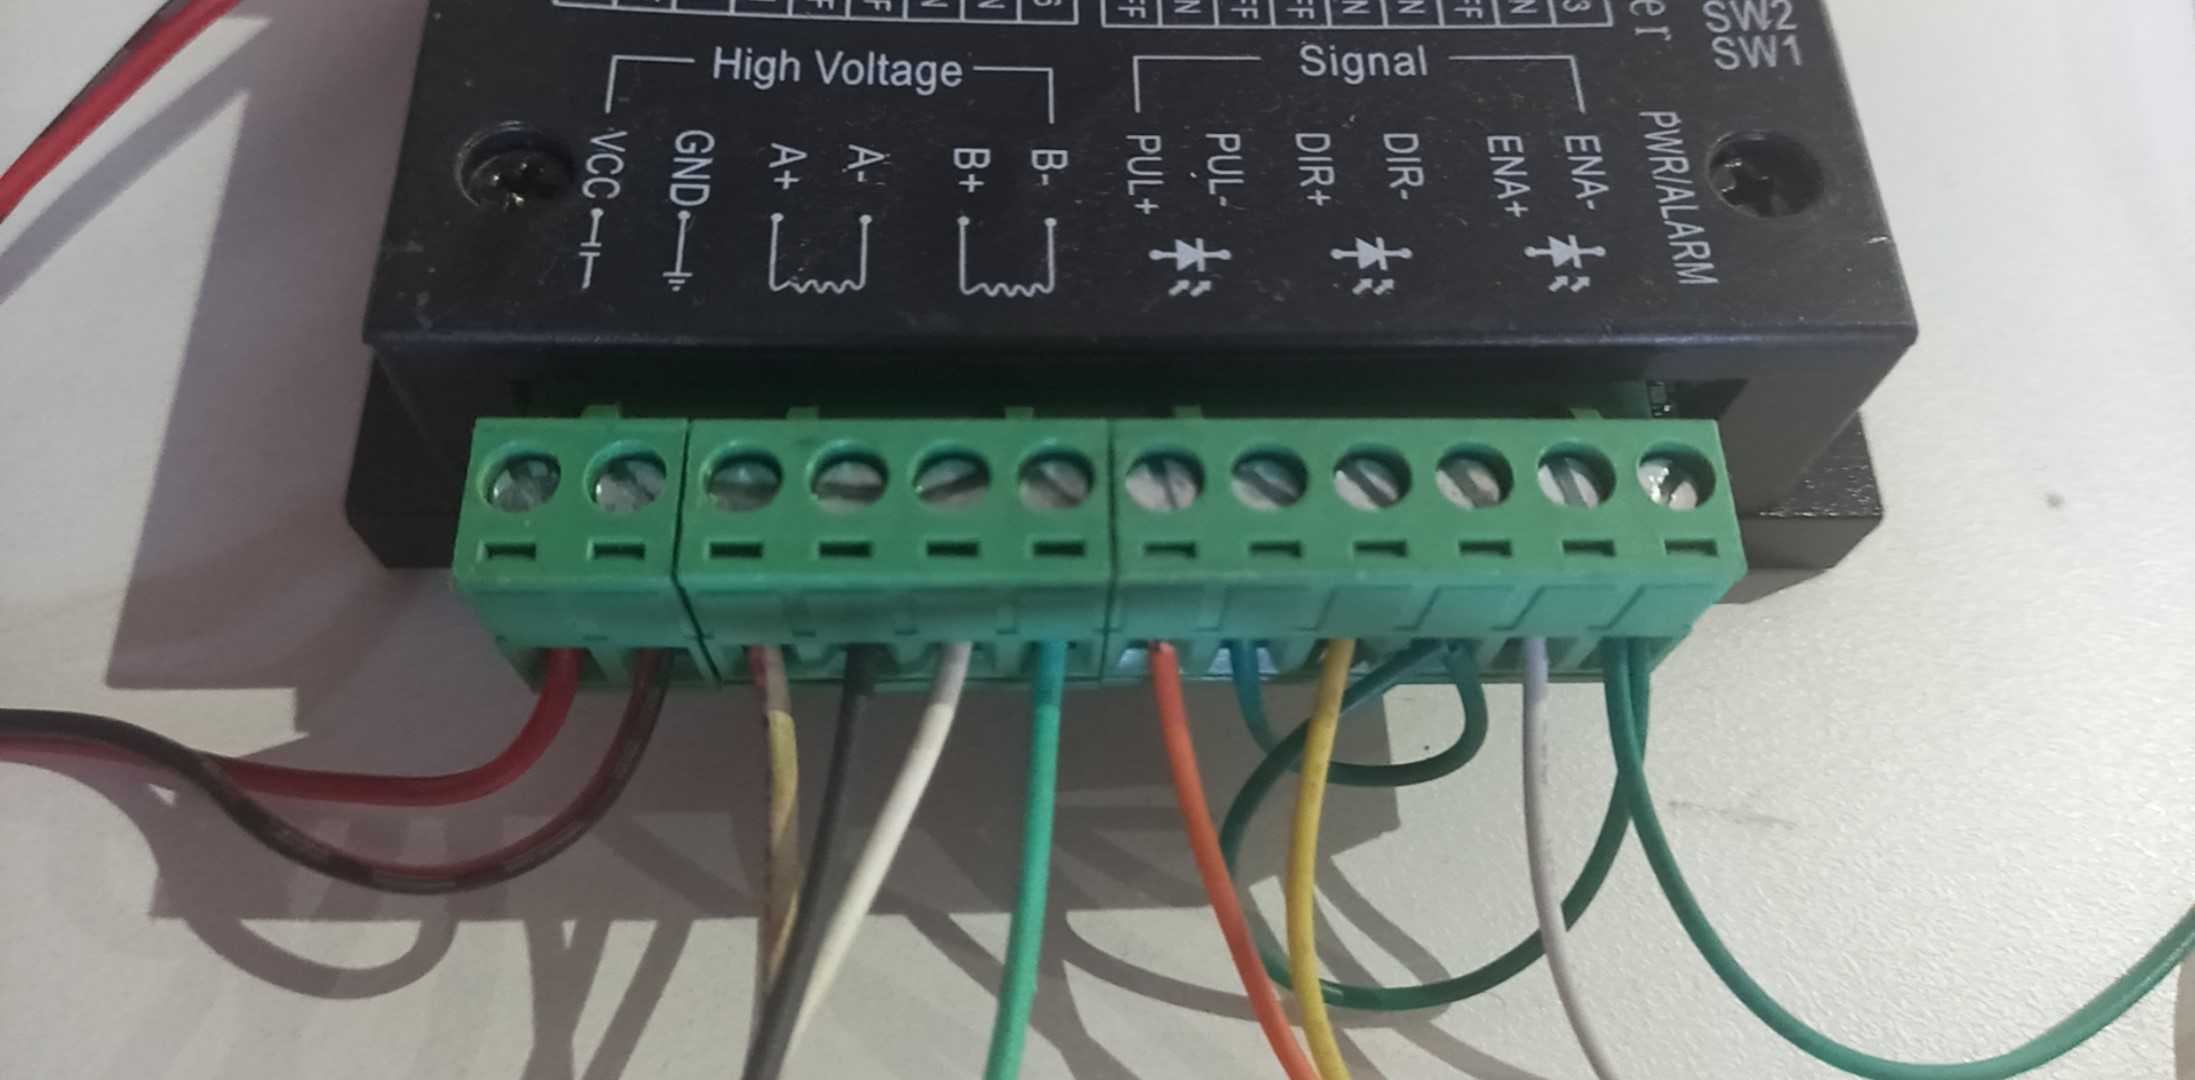 SW2
SW1
High Voltage
Signal
VCC
GND
A+
A-
B+
B-
PUL+
PUL-
DIR+
DIR-
ENA+
ENA-
PWR/ALARM